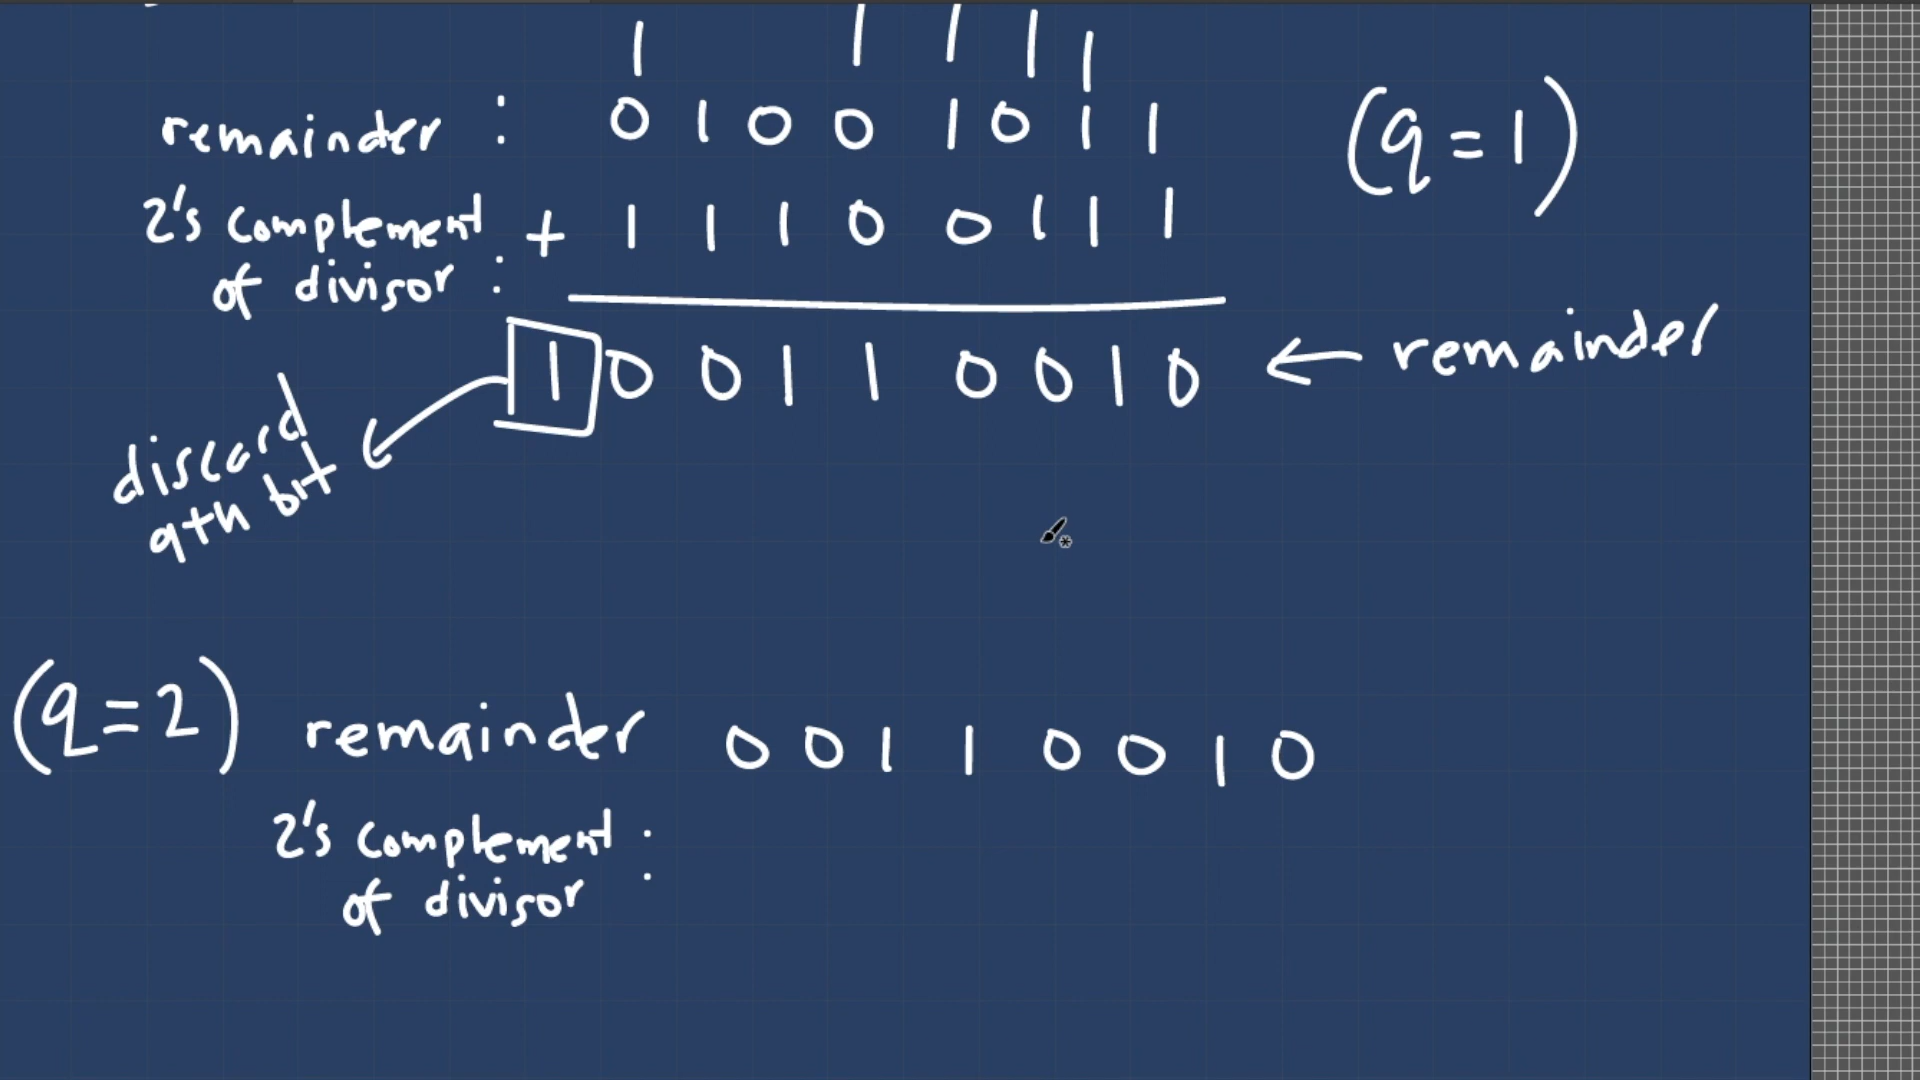 1 1 1 1 1
remainder : 0 1 0 0 1 0 1 1 (q = 1)
2's complement of divisor : + 1 1 1 0 0 1 1 1
1 0 0 1 1 0 0 1 0 ← remainder
discard
9th bit
(q = 2) remainder 0 0 1 1 0 0 1 0
2's complement :
of divisor